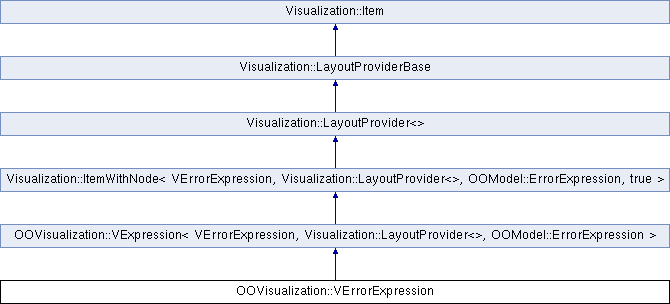 Visualization::Item
Visualization::LayoutProviderBase
Visualization::LayoutProvider<>
Visualization::ItemWithNode< VErrorExpression, Visualization::LayoutProvider<>, OOModel::ErrorExpression, true >
OOVisualization::VExpression< VErrorExpression, Visualization::LayoutProvider<>, OOModel::ErrorExpression >
OOVisualization::VErrorExpression